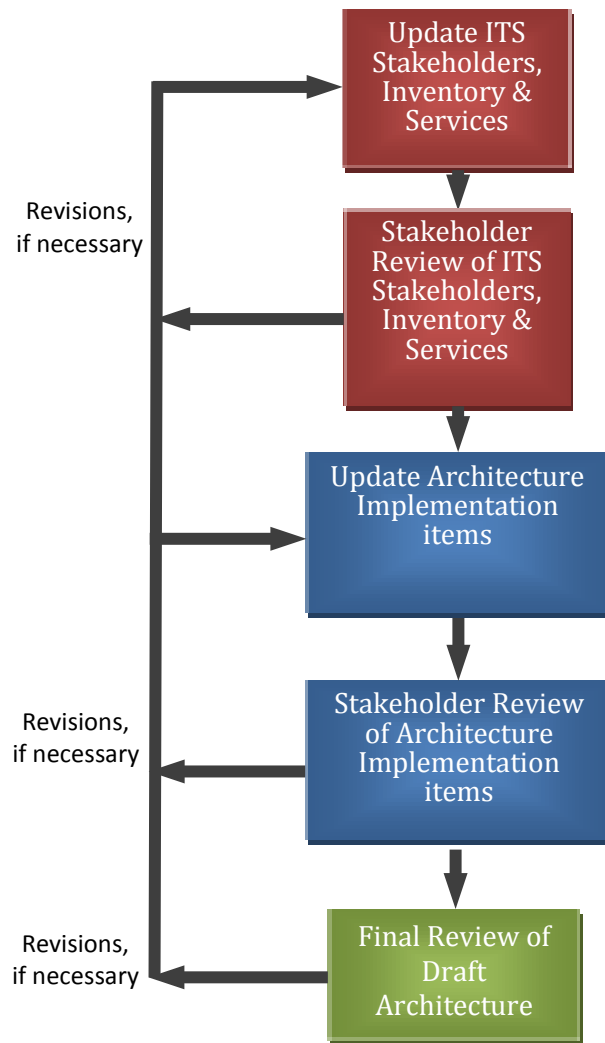 Update ITS
Stakeholders,
Inventory &
Services
Revisions,
if necessary
Stakeholder
Review of ITS
Stakeholders,
Inventory &
Services
Update Architecture
Implementation
items
Stakeholder Review
of Architecture
Implementation
items
Revisions,
if necessary
Final Review of
Draft
Architecture
Revisions,
if necessary